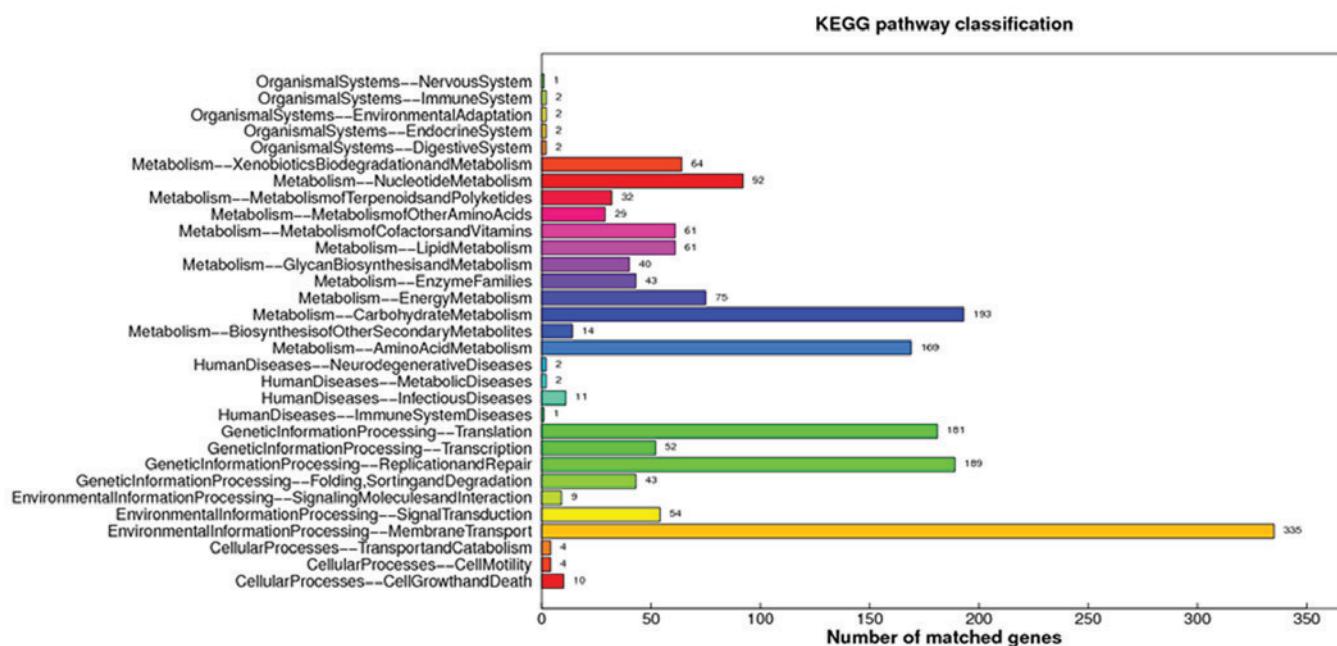 KEGG pathway classification
OrganismalSystems--NervousSystem 1
OrganismalSystems--ImmuneSystem 2
OrganismalSystems--EnvironmentalAdaptation 2
OrganismalSystems--EndocrineSystem 2
OrganismalSystems--DigestiveSystem 2
Metabolism--XenobioticsBiodegradationandMetabolism 64
Metabolism--NucleotideMetabolism 92
Metabolism--MetabolismofTerpenoidsandPolyketides 32
Metabolism--MetabolismofOtherAminoAcids 29
Metabolism--MetabolismofCofactorsandVitamins 61
Metabolism--LipidMetabolism 61
Metabolism--GlycanBiosynthesisandMetabolism 40
Metabolism--EnzymeFamilies 43
Metabolism--EnergyMetabolism 75
Metabolism--CarbohydrateMetabolism 193
Metabolism--BiosynthesisofOtherSecondaryMetabolites 14
Metabolism--AminoAcidMetabolism 169
HumanDiseases--NeurodegenerativeDiseases 2
HumanDiseases--MetabolicDiseases 2
HumanDiseases--InfectiousDiseases 11
HumanDiseases--ImmuneSystemDiseases 1
GeneticInformationProcessing--Translation 181
GeneticInformationProcessing--Transcription 52
GeneticInformationProcessing--ReplicationandRepair 189
GeneticInformationProcessing--Folding,SortingandDegradation 43
EnvironmentalInformationProcessing--SignalingMoleculesandInteraction 9
EnvironmentalInformationProcessing--SignalTransduction 54
EnvironmentalInformationProcessing--MembraneTransport 335
CellularProcesses--TransportandCatabolism 4
CellularProcesses--CellMotility 4
CellularProcesses--CellGrowthandDeath 10
0 50 100 150 200 250 300 350
Number of matched genes